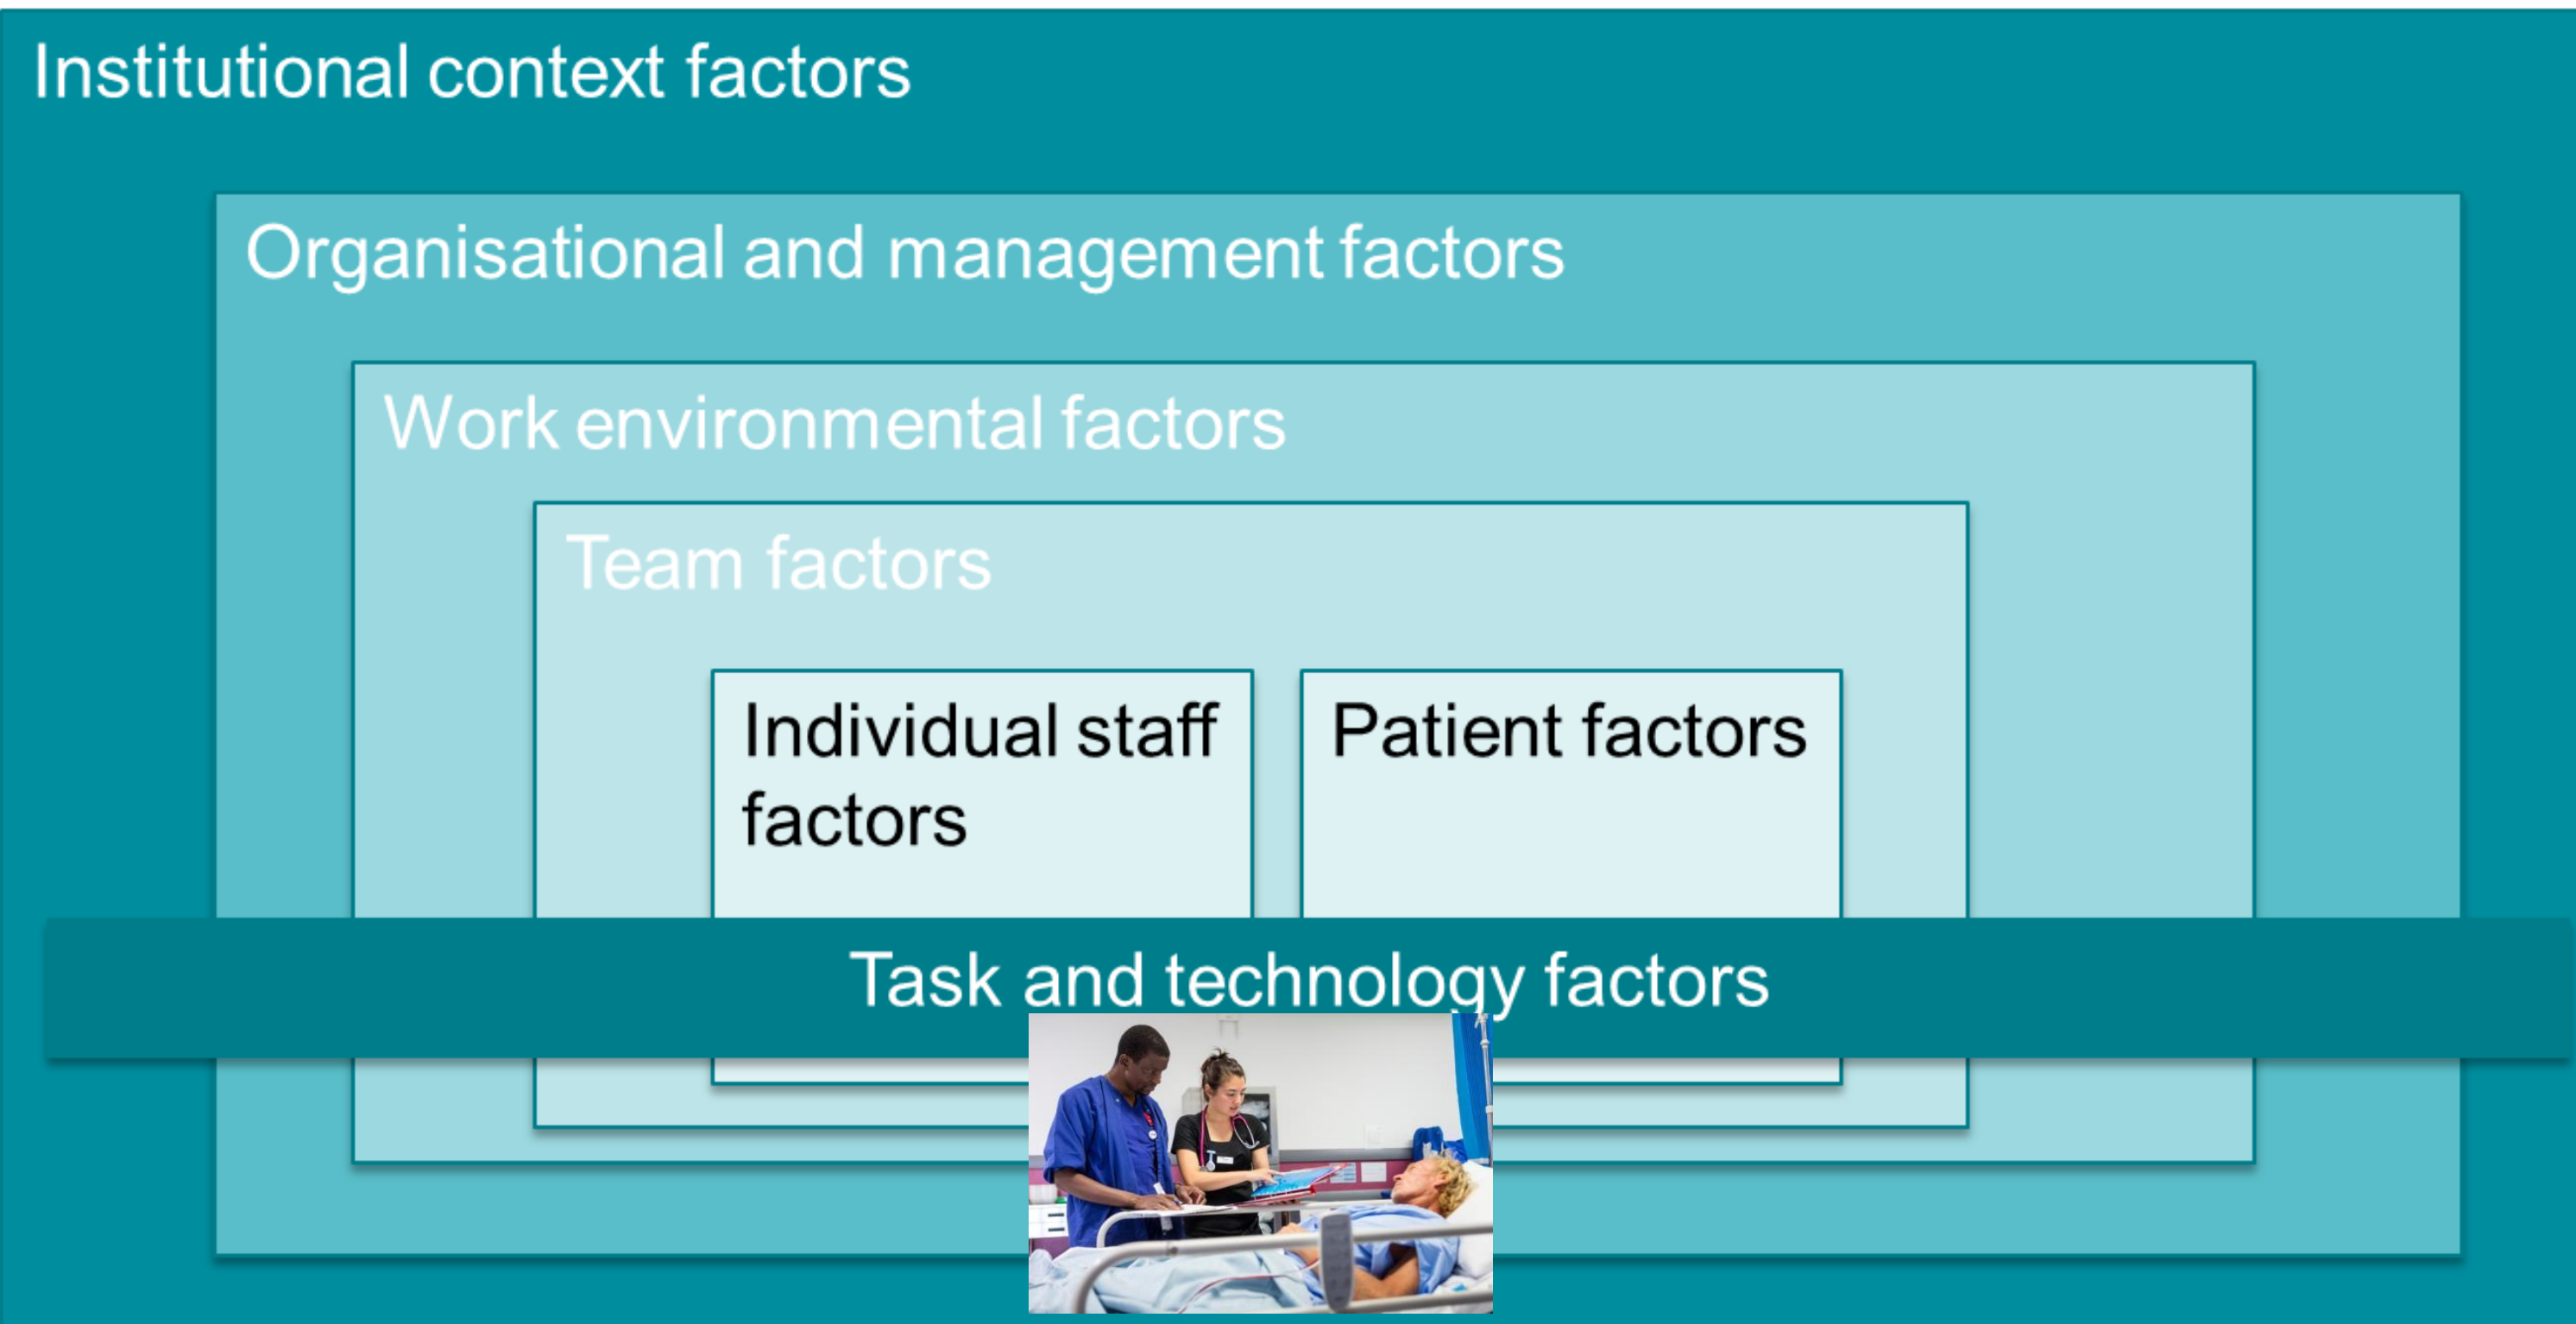 Institutional context factors
Organisational and management factors
Work environmental factors
Team factors
Individual staff
factors
Patient factors
Task and technology factors